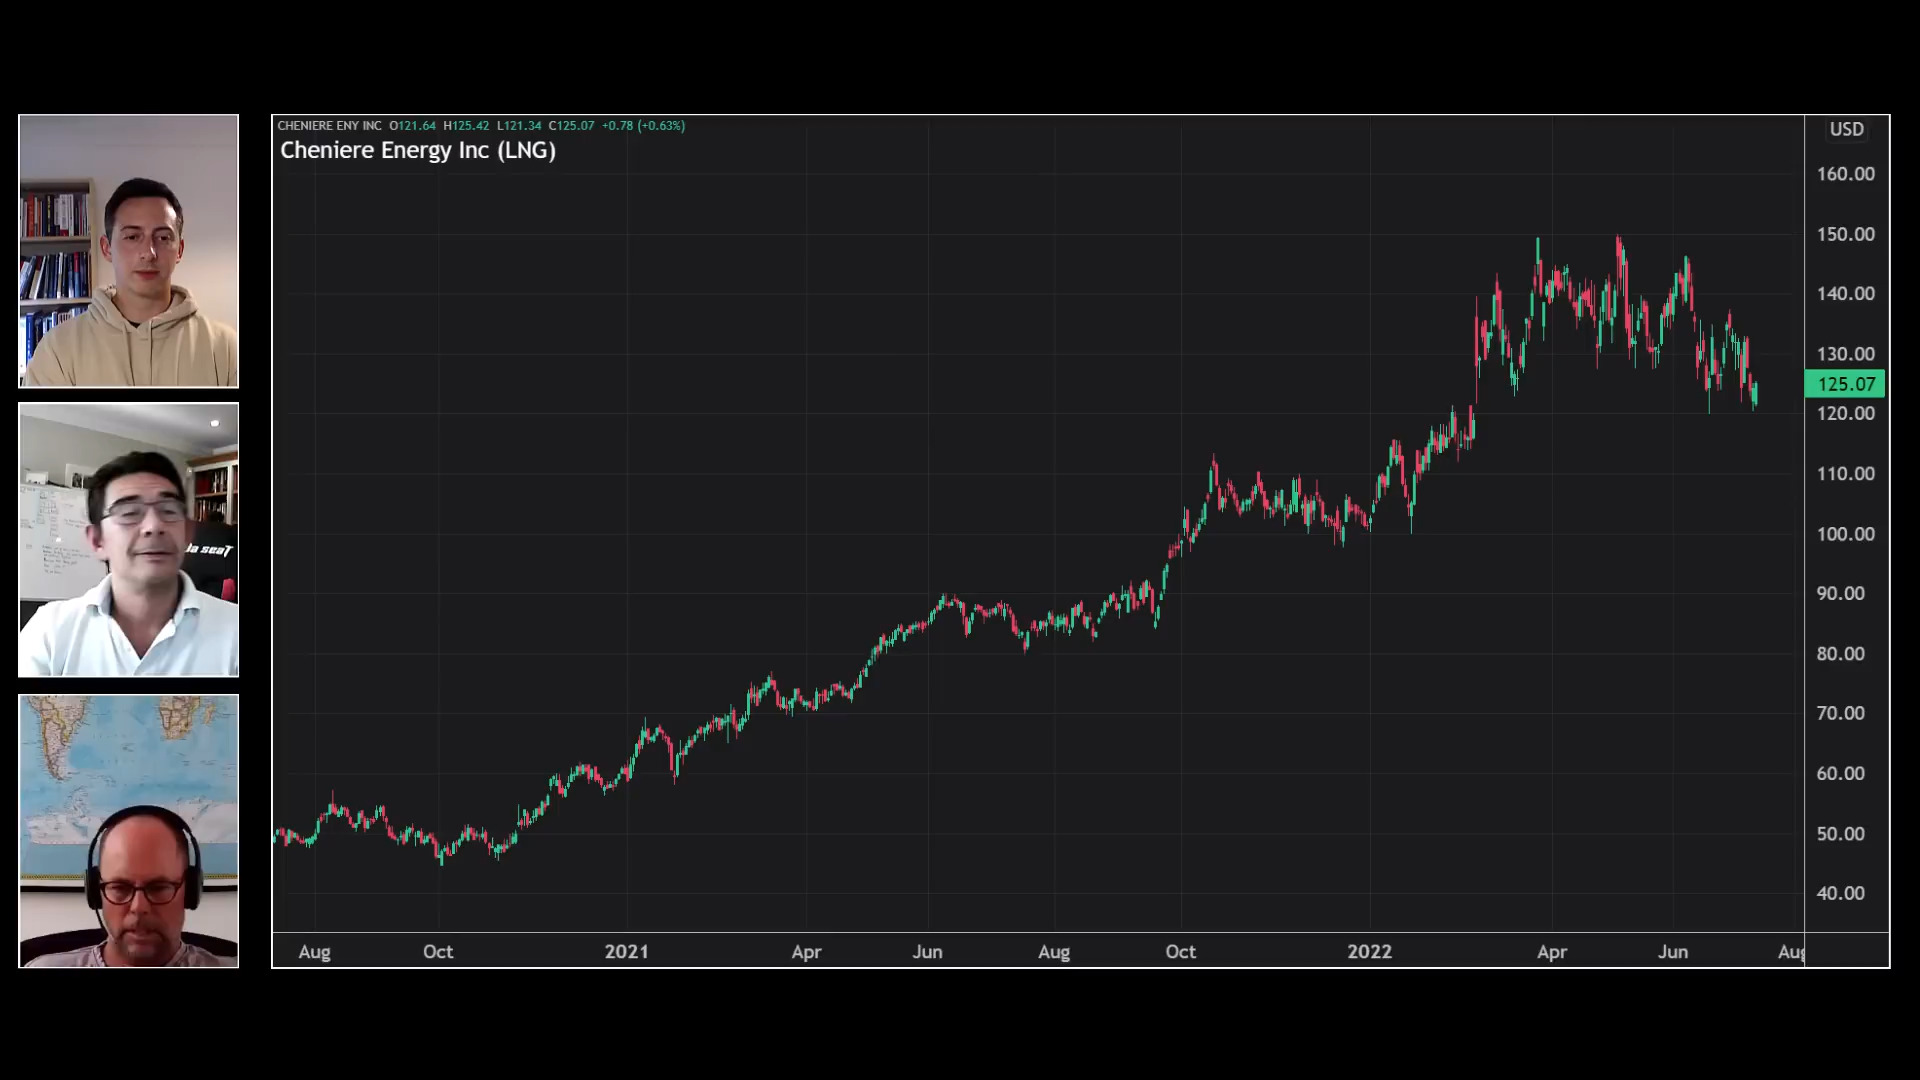 CHENIERE ENY INC O121.64 H125.42 L121.34 C125.07 +0.78 (+0.63%)
Cheniere Energy Inc (LNG)
USD
160.00
150.00
140.00
130.00
125.07
120.00
110.00
100.00
90.00
80.00
70.00
60.00
50.00
40.00
Aug Oct 2021 Apr Jun Aug Oct 2022 Apr Jun Aug
seaT